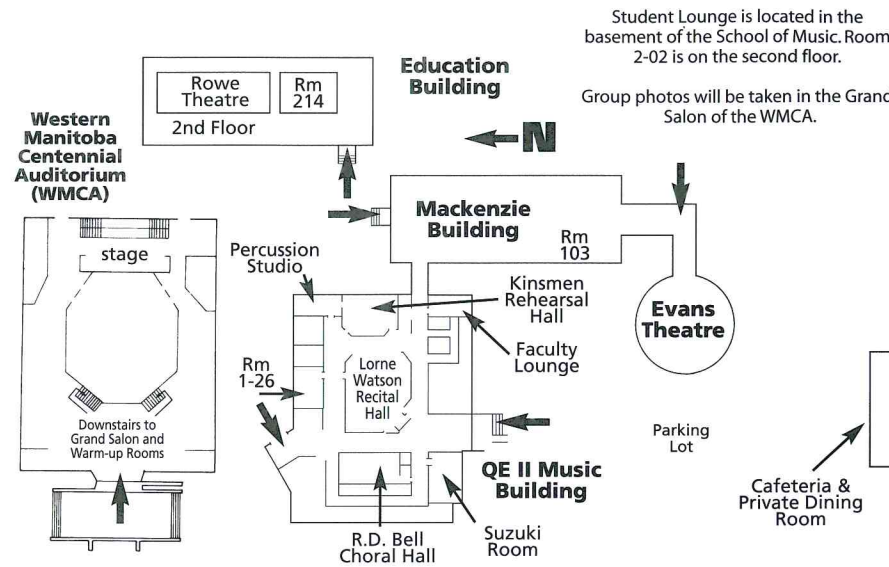 Student Lounge is located in the
basement of the School of Music. Room
2-02 is on the second floor.
Group photos will be taken in the Grand
Salon of the WMCA.
Education
Building
Rowe
Theatre
Rm
214
2nd Floor
N
Western
Manitoba
Centennial
Auditorium
(WMCA)
stage
Downstairs to
Grand Salon and
Warm-up Rooms
Mackenzie
Building
Rm
103
Percussion
Studio
Kinsmen
Rehearsal
Hall
Evans
Theatre
Faculty
Lounge
Rm
1-26
Lorne
Watson
Recital
Hall
Parking
Lot
QE II Music
Building
Cafeteria &
Private Dining
Room
R.D. Bell
Choral Hall
Suzuki
Room